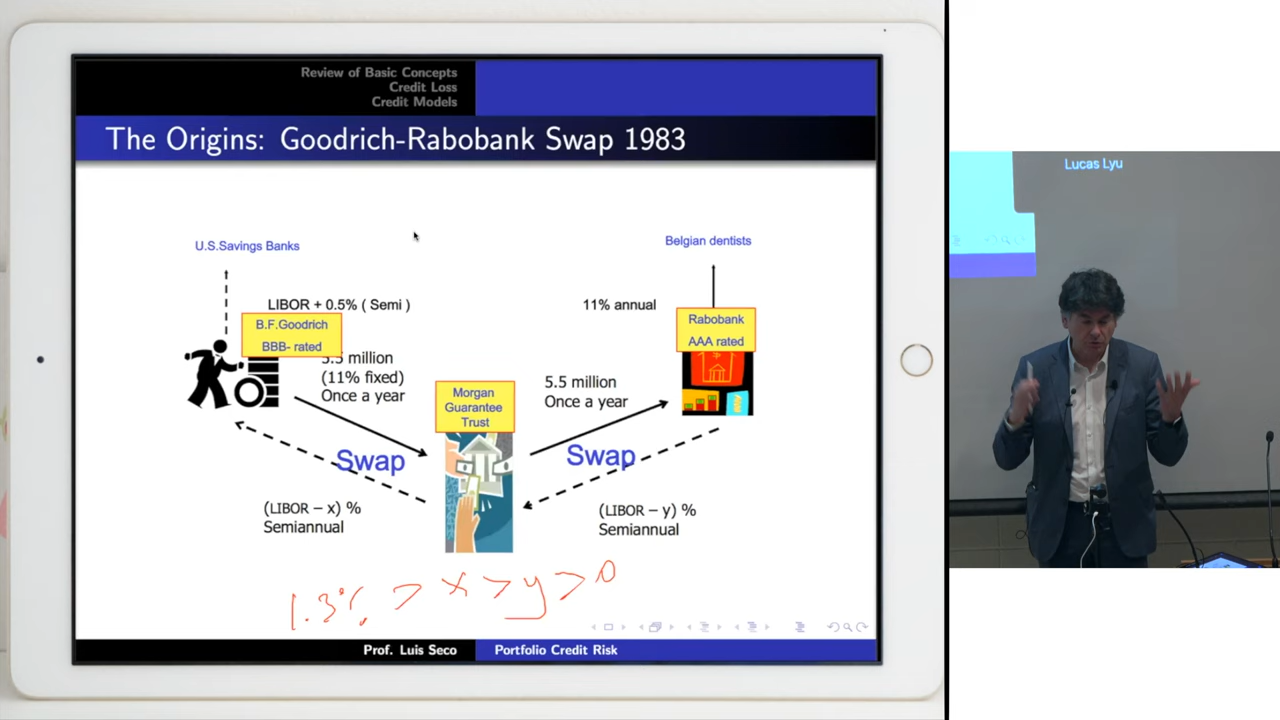 Review of Basic Concepts
Credit Loss
Credit Models
The Origins: Goodrich-Rabobank Swap 1983
U.S.Savings Banks
Belgian dentists
LIBOR + 0.5% ( Semi )
11% annual
B.F.Goodrich
BBB- rated
Rabobank
AAA rated
5.5 million
(11% fixed)
Once a year
5.5 million
Once a year
Morgan
Guarantee
Trust
Swap
Swap
(LIBOR – x) %
Semiannual
(LIBOR – y) %
Semiannual
1.3% > x > y > 0
Prof. Luis Seco
Portfolio Credit Risk
Lucas Lyu